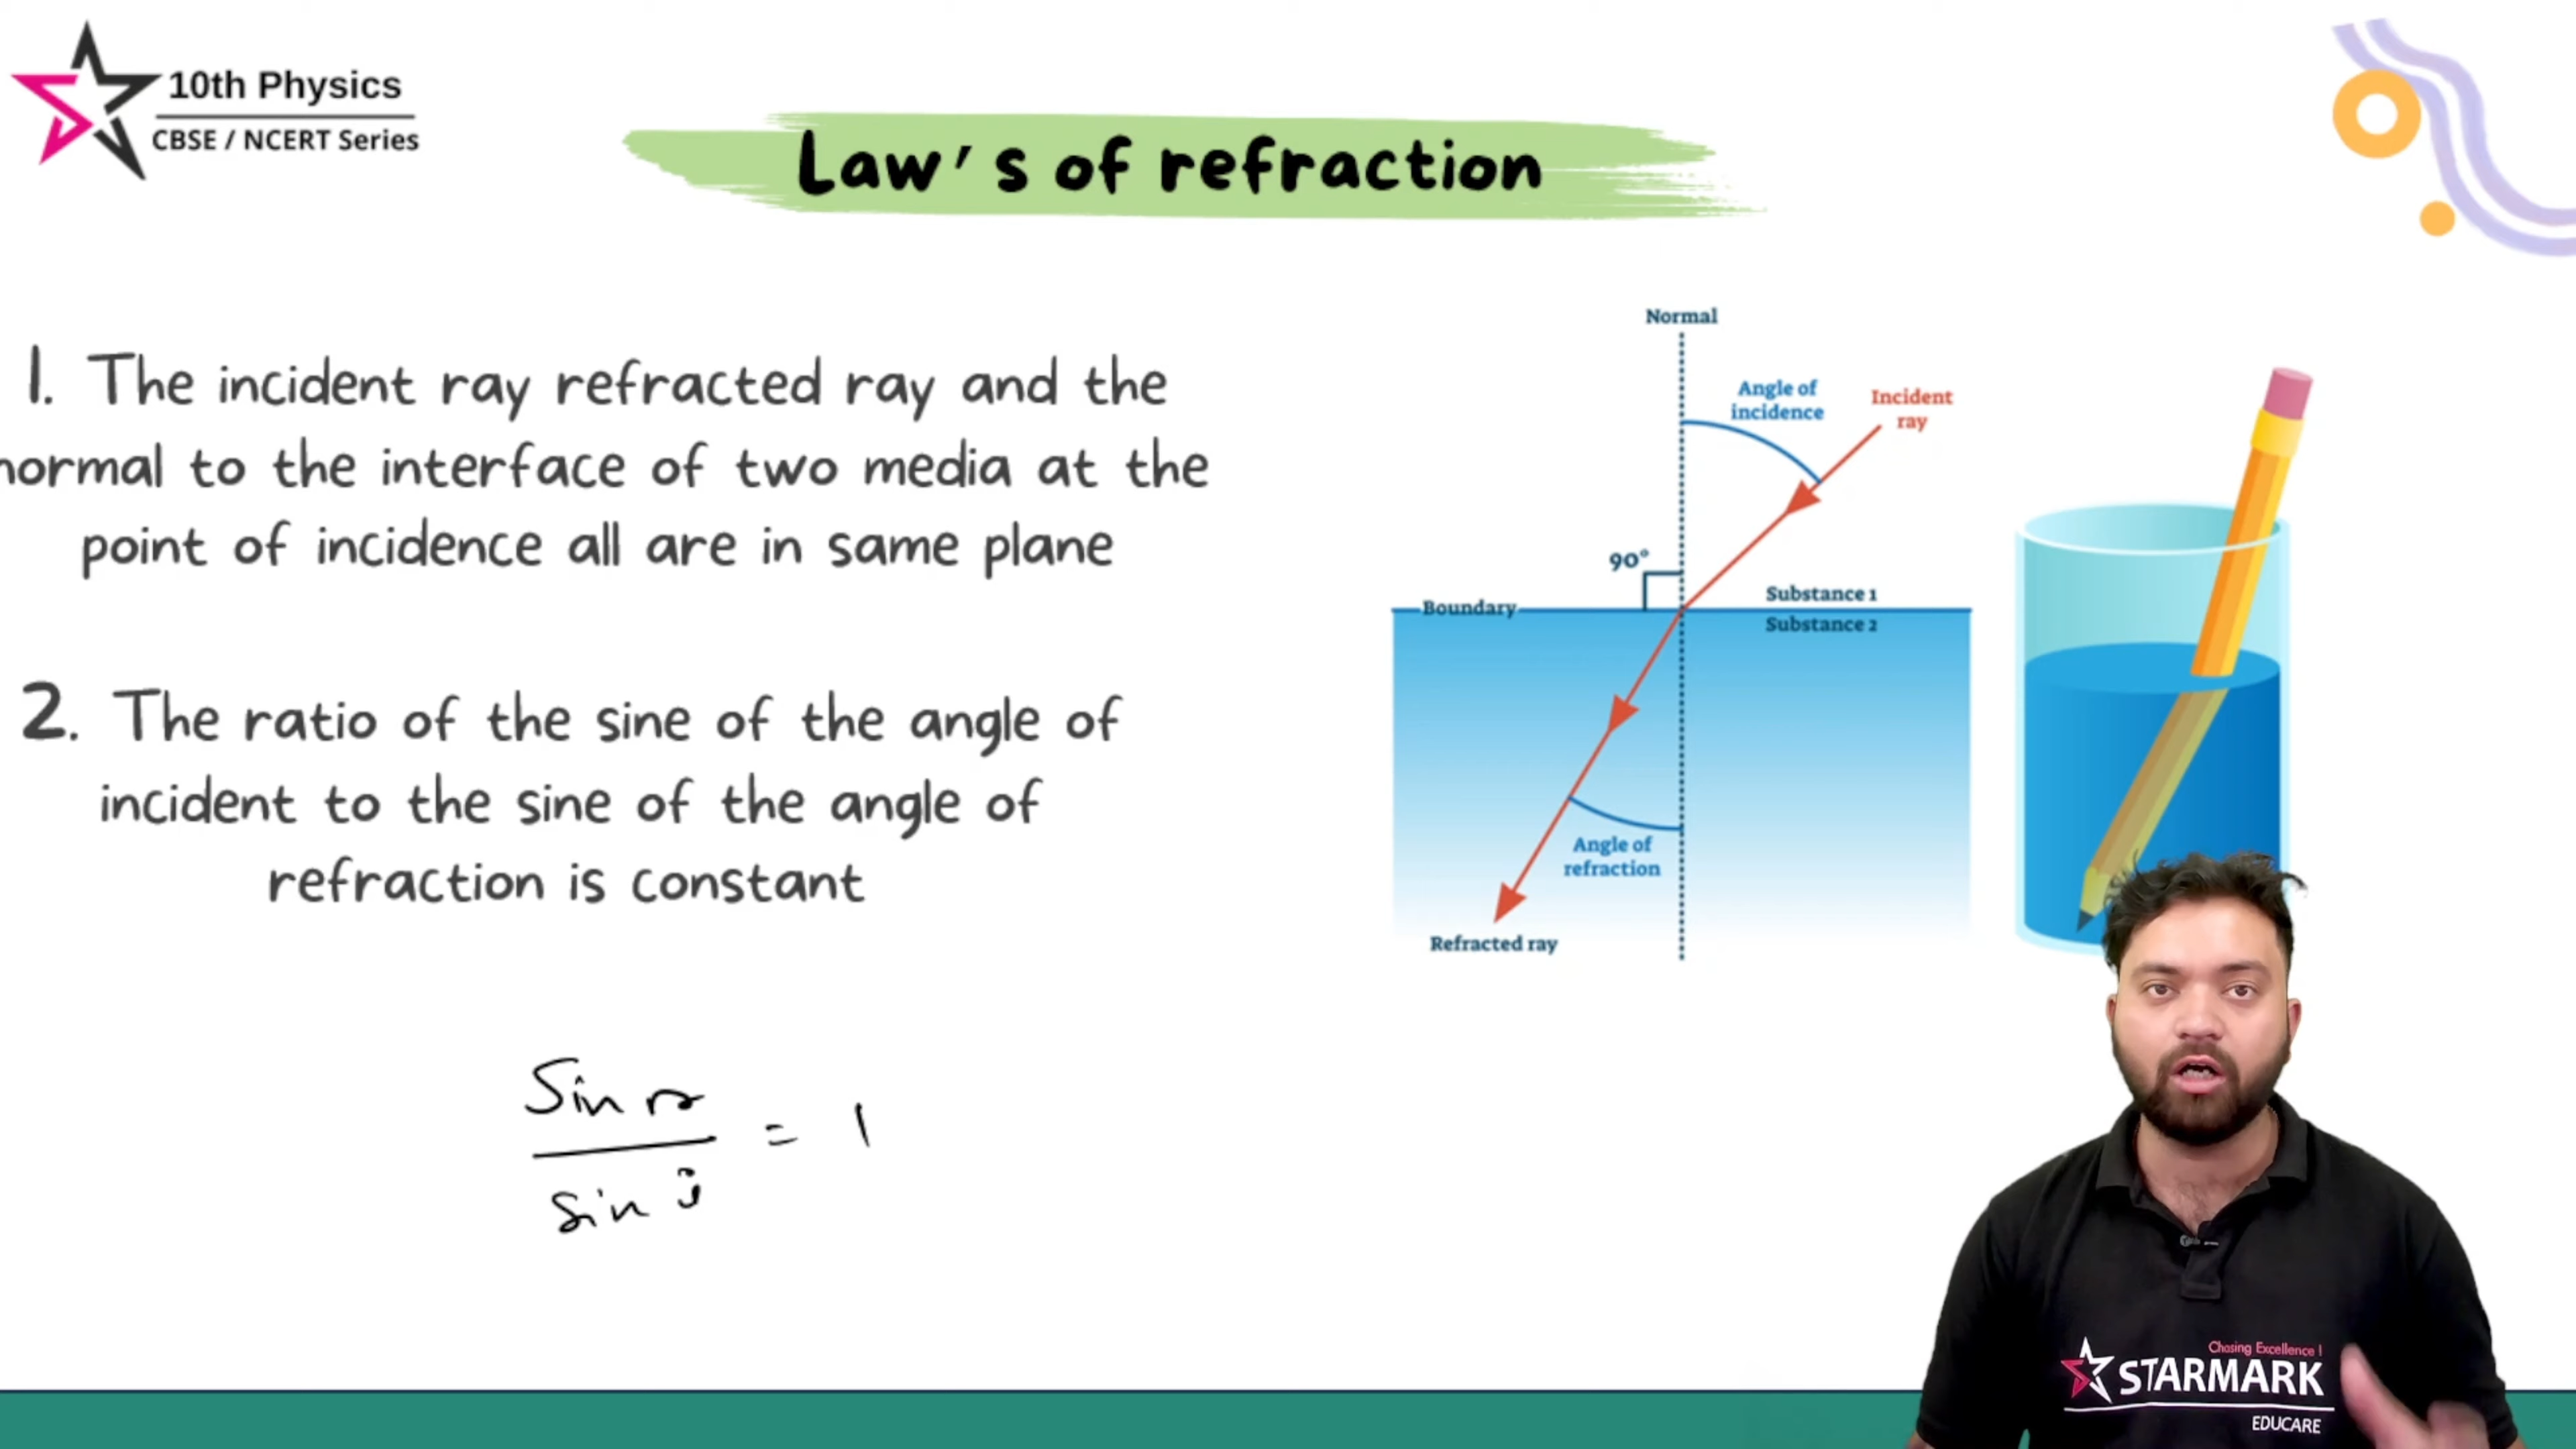 10th Physics
CBSE / NCERT Series
Law's of refraction
1. The incident ray refracted ray and the
normal to the interface of two media at the
point of incidence all are in same plane
2. The ratio of the sine of the angle of
incident to the sine of the angle of
refraction is constant
Sin r
sin i
= 1
Normal
Angle of
incidence
Incident
ray
90°
Boundary
Substance 1
Substance 2
Angle of
refraction
Refracted ray
Chasing Excellence !
STARMARK
EDUCARE